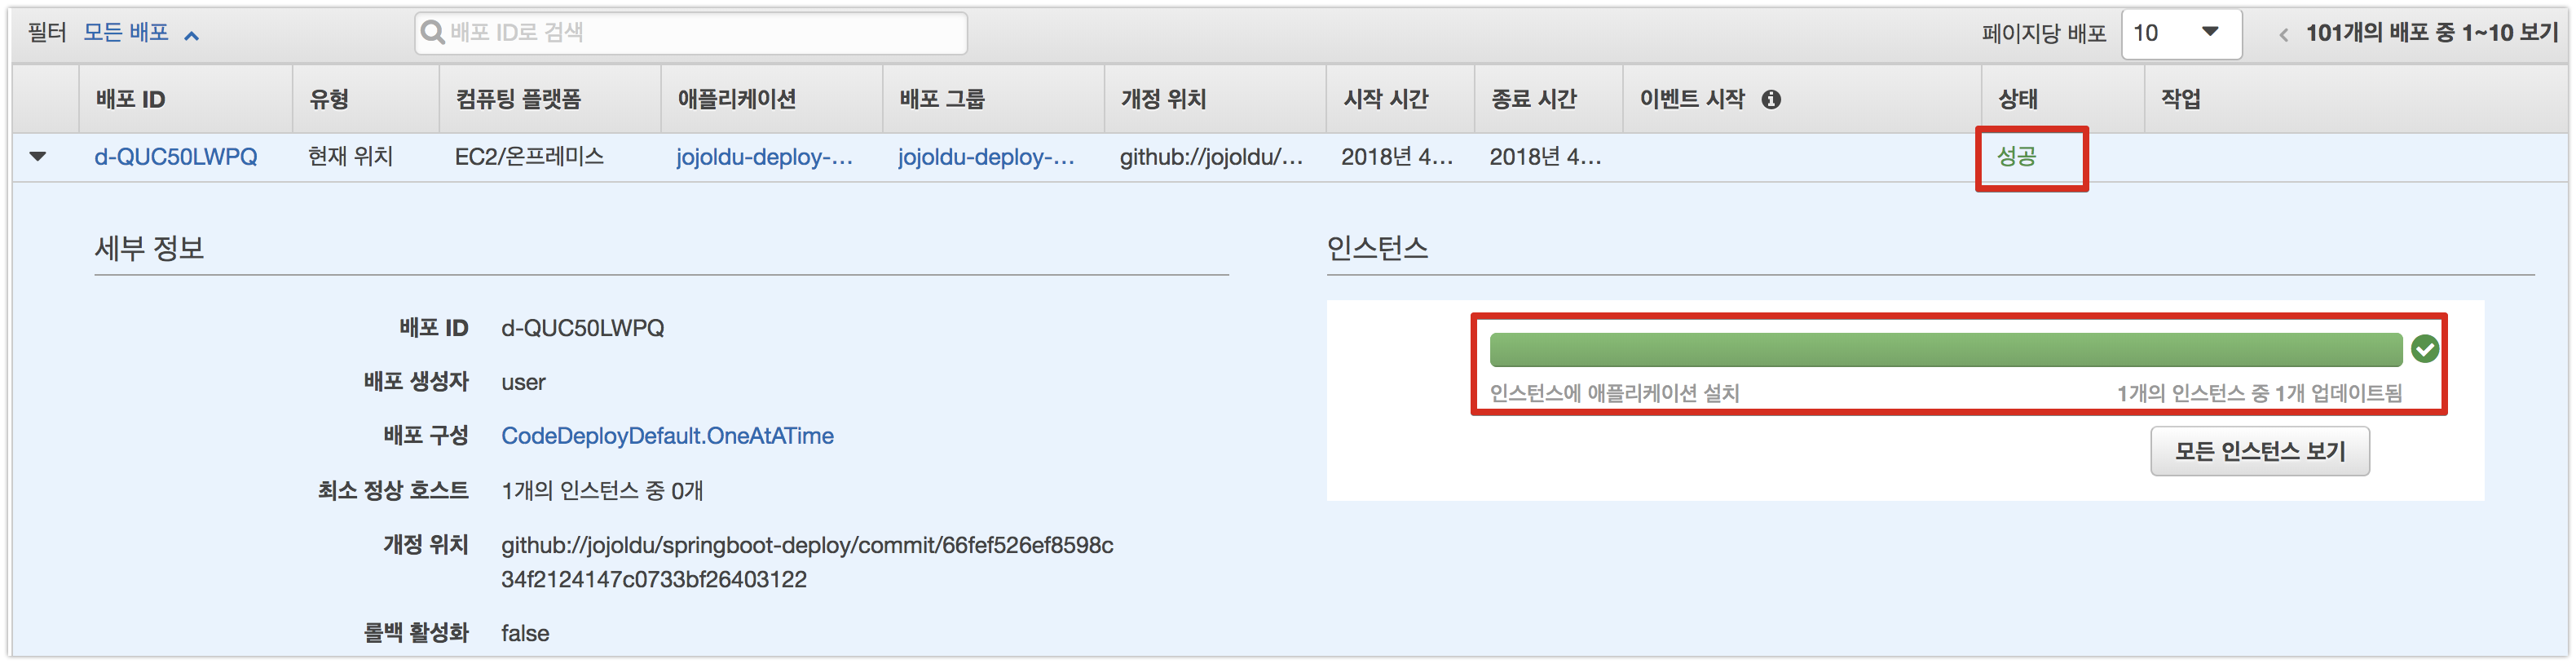 필터 모든 배포 배포 ID로 검색 페이지당 배포 10 101개의 배포 중 1~10 보기
배포 ID 유형 컴퓨팅 플랫폼 애플리케이션 배포 그룹 개정 위치 시작 시간 종료 시간 이벤트 시작 상태 작업
d-QUC50LWPQ 현재 위치 EC2/온프레미스 jojoldu-deploy-... jojoldu-deploy-... github://jojoldu/... 2018년 4... 2018년 4... 성공
세부 정보
배포 ID d-QUC50LWPQ
배포 생성자 user
배포 구성 CodeDeployDefault.OneAtATime
최소 정상 호스트 1개의 인스턴스 중 0개
개정 위치 github://jojoldu/springboot-deploy/commit/66fef526ef8598c
34f2124147c0733bf26403122
롤백 활성화 false
인스턴스
인스턴스에 애플리케이션 설치 1개의 인스턴스 중 1개 업데이트됨
모든 인스턴스 보기